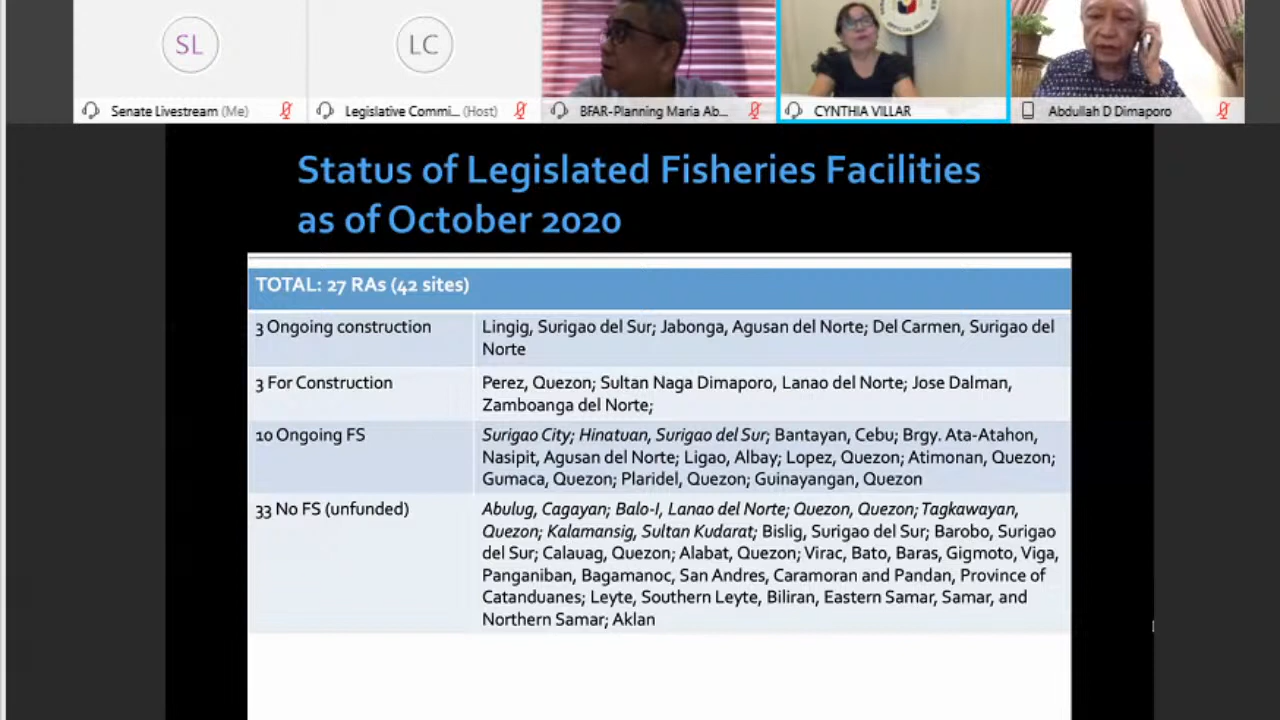 SL
LC
Senate Livestream (Me)
Legislative Commi... (Host)
BFAR-Planning Maria Ab...
CYNTHIA VILLAR
Abdullah D Dimaporo
Status of Legislated Fisheries Facilities
as of October 2020
TOTAL: 27 RAs (42 sites)
3 Ongoing construction
Lingig, Surigao del Sur; Jabonga, Agusan del Norte; Del Carmen, Surigao del
Norte
3 For Construction
Perez, Quezon; Sultan Naga Dimaporo, Lanao del Norte; Jose Dalman,
Zamboanga del Norte;
10 Ongoing FS
Surigao City; Hinatuan, Surigao del Sur; Bantayan, Cebu; Brgy. Ata-Atahon,
Nasipit, Agusan del Norte; Ligao, Albay; Lopez, Quezon; Atimonan, Quezon;
Gumaca, Quezon; Plaridel, Quezon; Guinayangan, Quezon
33 No FS (unfunded)
Abulug, Cagayan; Balo-I, Lanao del Norte; Quezon, Quezon; Tagkawayan,
Quezon; Kalamansig, Sultan Kudarat; Bislig, Surigao del Sur; Barobo, Surigao
del Sur; Calauag, Quezon; Alabat, Quezon; Virac, Bato, Baras, Gigmoto, Viga,
Panganiban, Bagamanoc, San Andres, Caramoran and Pandan, Province of
Catanduanes; Leyte, Southern Leyte, Biliran, Eastern Samar, Samar, and
Northern Samar; Aklan